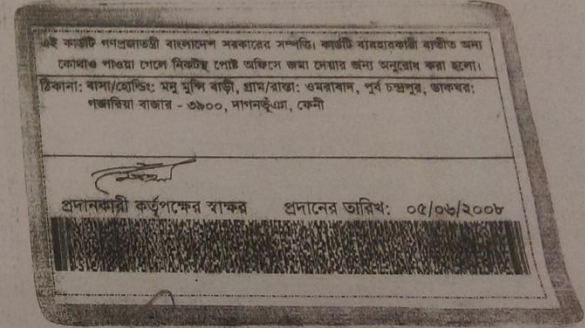 এই কার্ডটি গণপ্রজাতন্ত্রী বাংলাদেশ সরকারের সম্পত্তি। কার্ডটি ব্যবহারকারী ব্যতীত অন্য
কোথাও পাওয়া গেলে নিকটস্থ পোষ্ট অফিসে জমা দেয়ার জন্য অনুরোধ করা হলো।
ঠিকানা: বাসা/হোল্ডিং: মনু মুন্সি বাড়ী, গ্রাম/রাস্তা: ওমরাবাদ, পূর্ব চন্দ্রপুর, ডাকঘর:
গজারিয়া বাজার - ৩৯০০, দাগনভূঁঞা, ফেনী
প্রদানকারী কর্তৃপক্ষের স্বাক্ষর প্রদানের তারিখ: ০৫/০৬/২০০৮